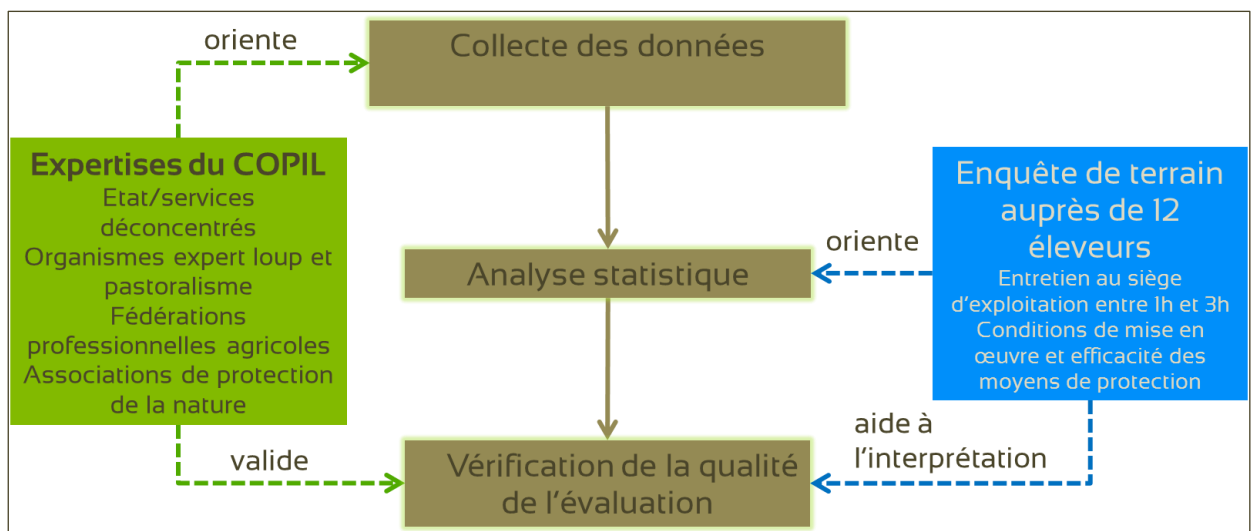 oriente
Collecte des données
Expertises du COPIL
Etat/services
déconcentrés
Organismes expert loup et
pastoralisme
Fédérations
professionnelles agricoles
Associations de protection
de la nature
Enquête de terrain
auprès de 12
éleveurs
Entretien au siège
d'exploitation entre 1h et 3h
Conditions de mise en
œuvre et efficacité des
moyens de protection
oriente
Analyse statistique
valide
aide à
l'interprétation
Vérification de la qualité
de l'évaluation